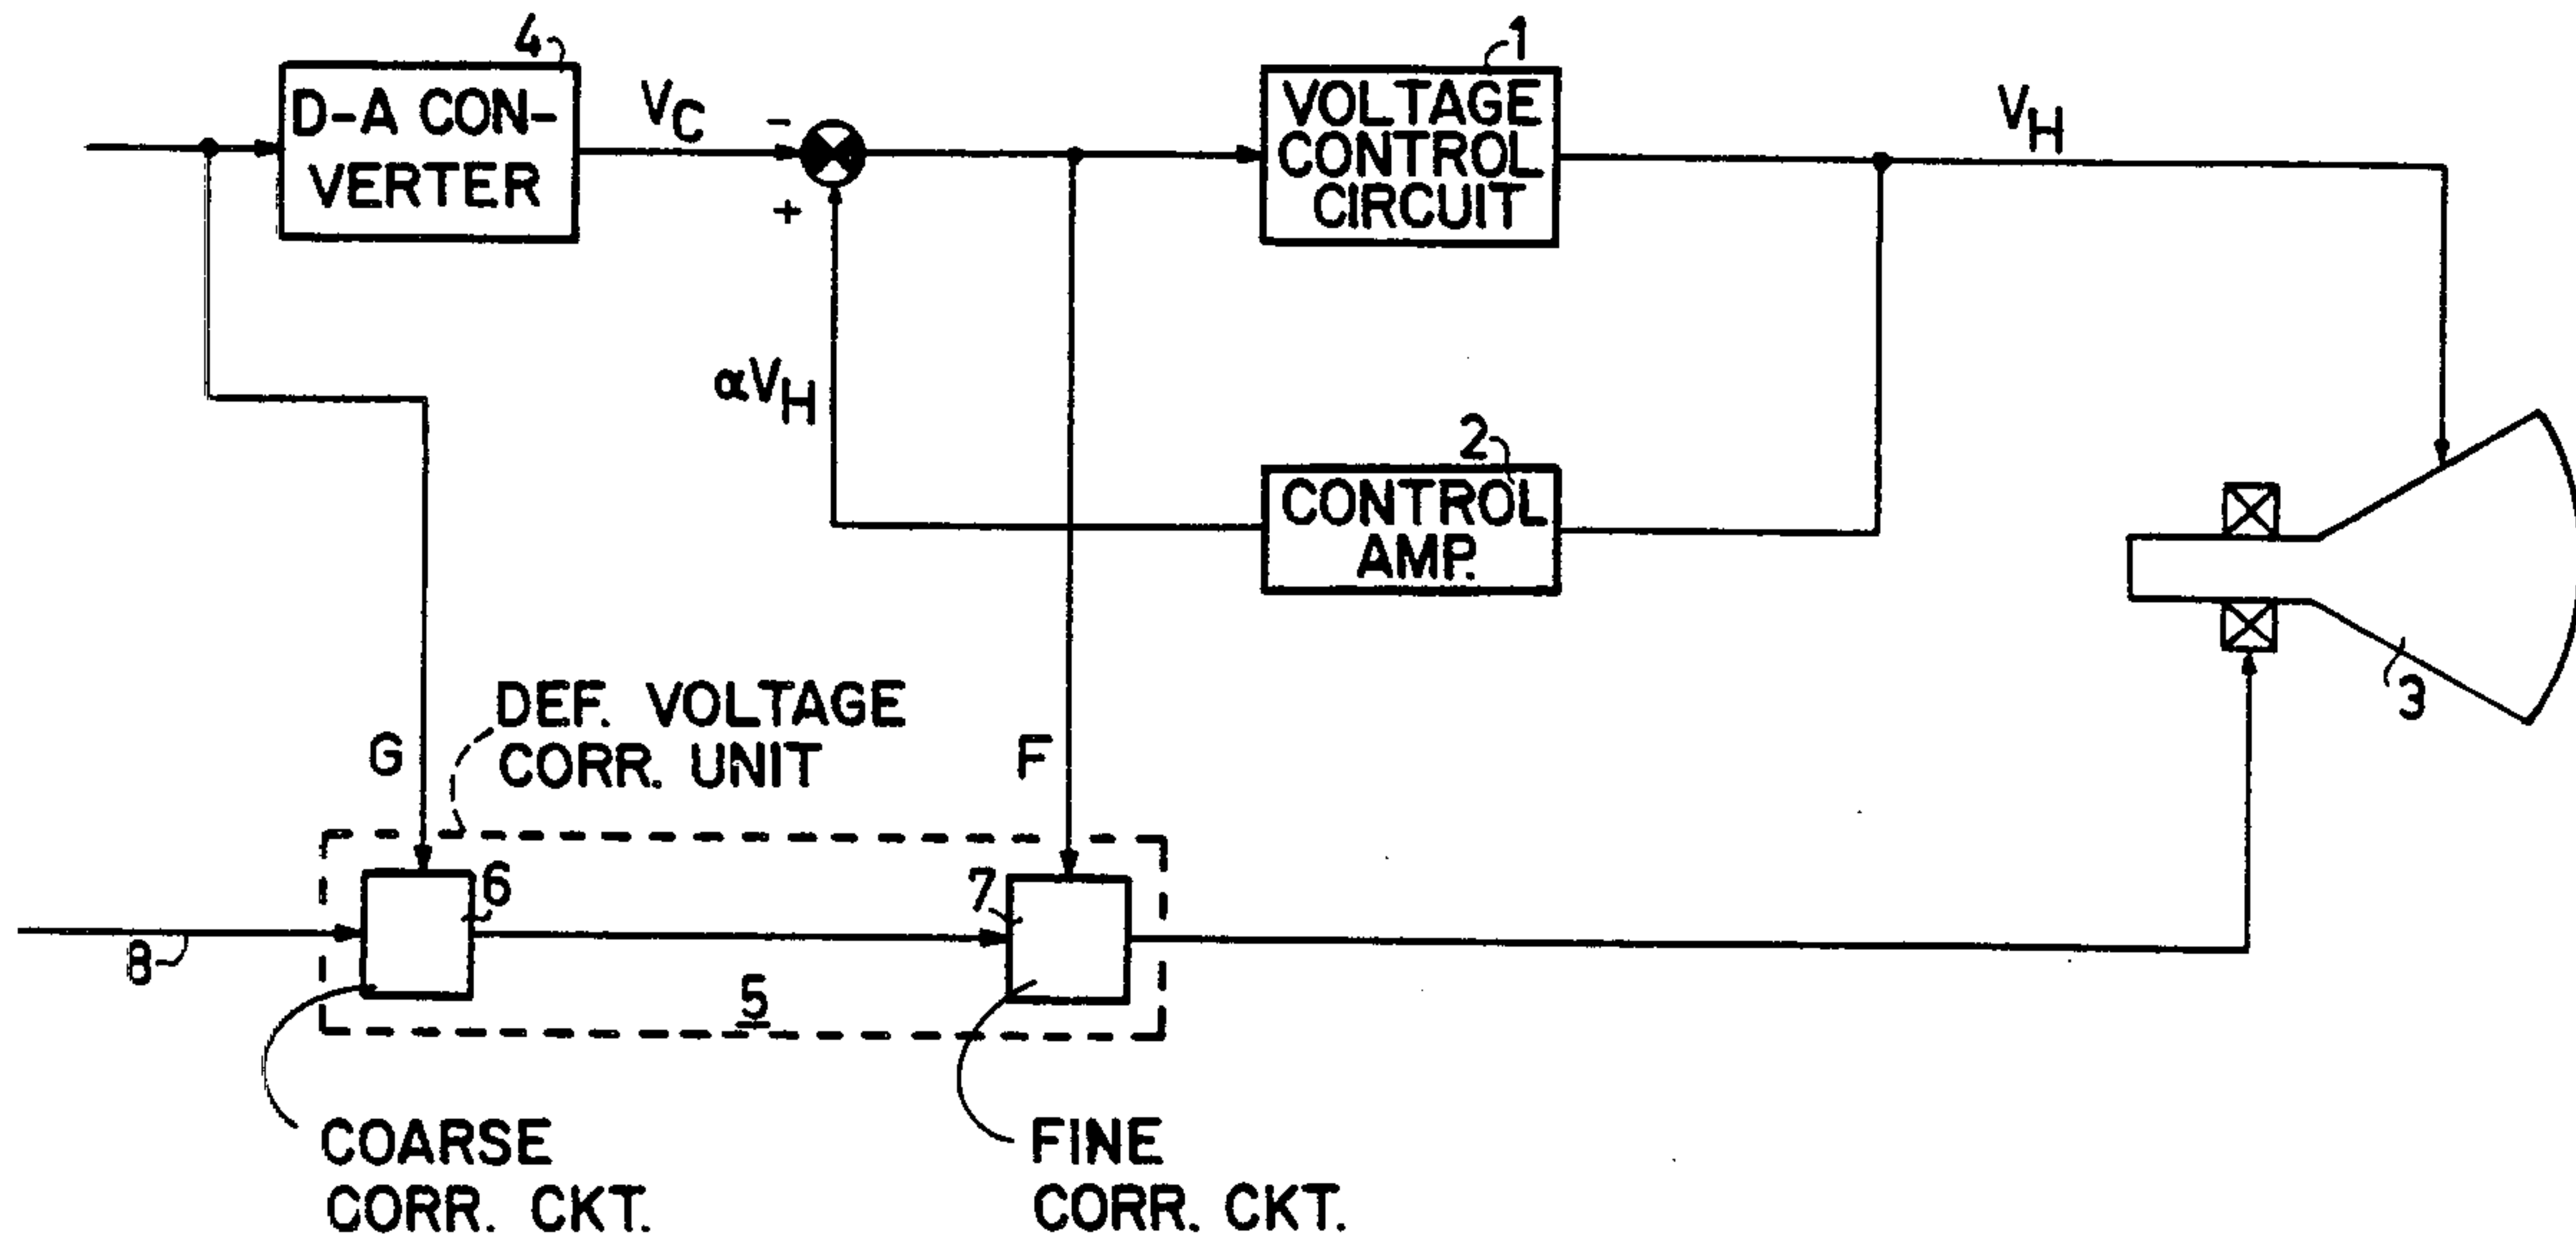 4
1
D-A CON-
VERTER
VC
-
+
VOLTAGE
CONTROL
CIRCUIT
VH
αVH
2
CONTROL
AMP.
3
DEF. VOLTAGE
CORR. UNIT
G
F
6
7
8
5
COARSE
CORR. CKT.
FINE
CORR. CKT.